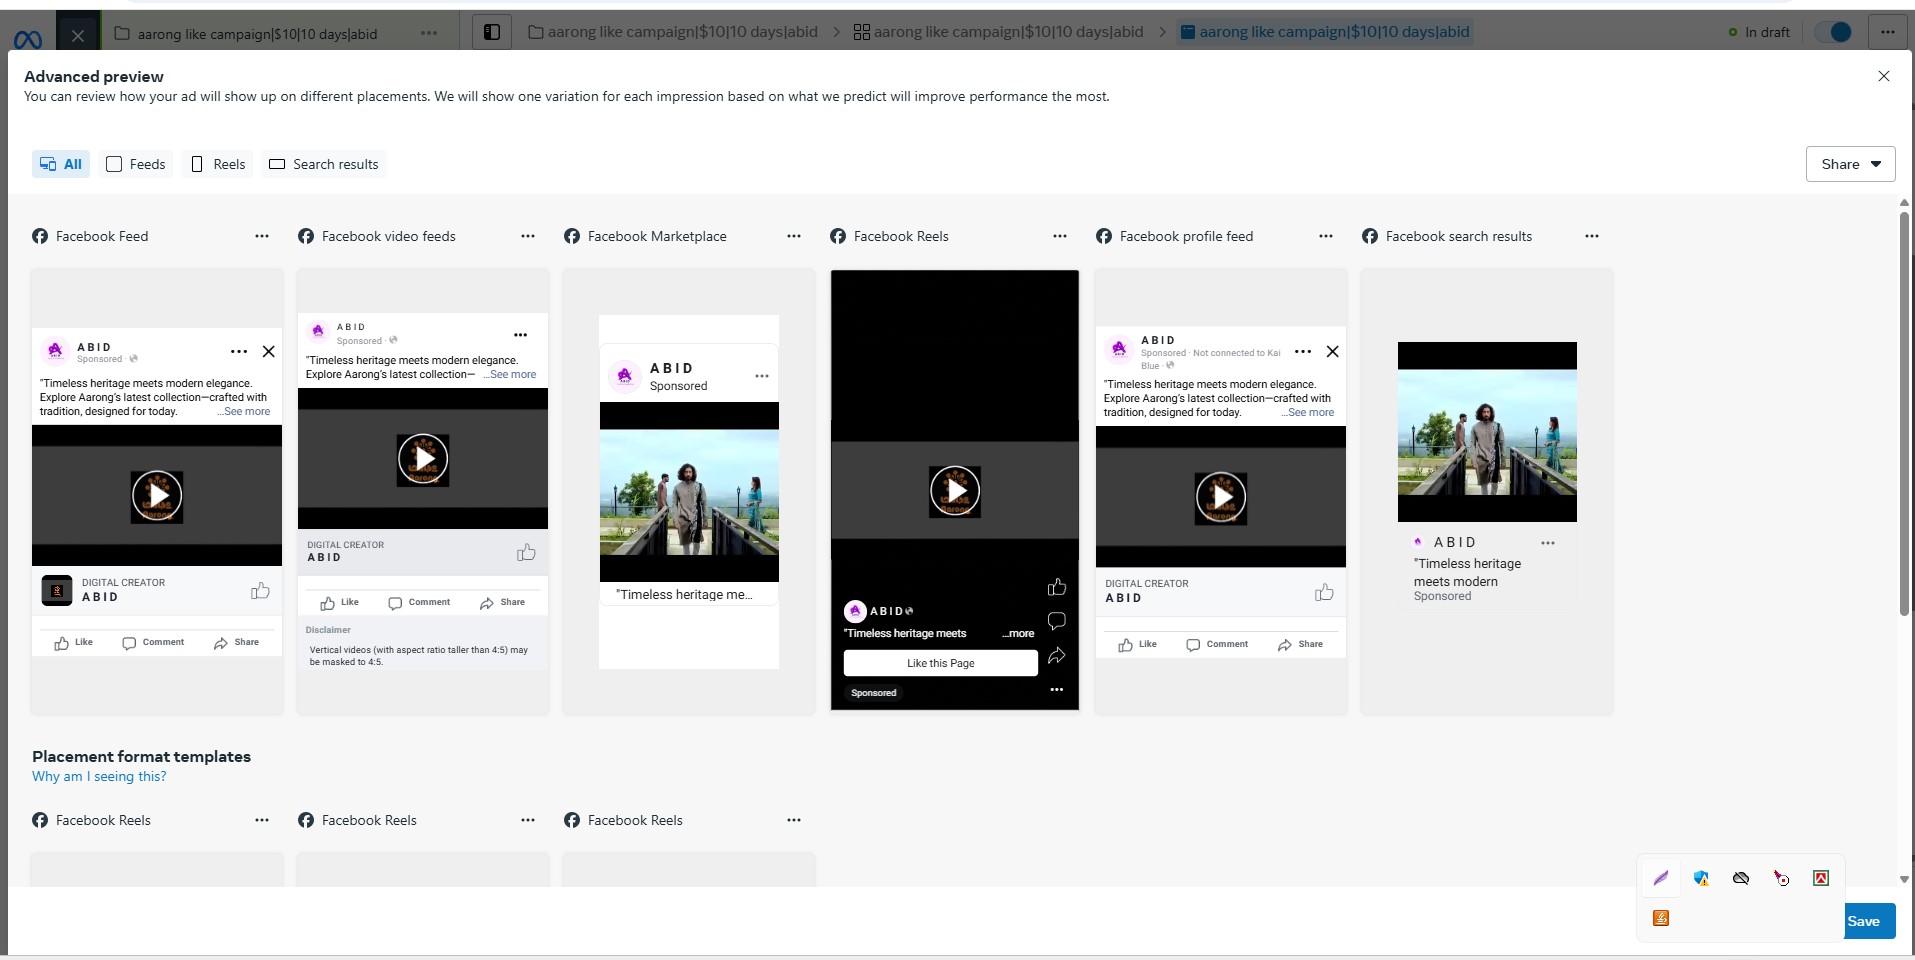 aarong like campaign|$10|10 days|abid
aarong like campaign|$10|10 days|abid
aarong like campaign|$10|10 days|abid
aarong like campaign|$10|10 days|abid
In draft
Advanced preview
You can review how your ad will show up on different placements. We will show one variation for each impression based on what we predict will improve performance the most.
All
Feeds
Reels
Search results
Share
Facebook Feed
ABID
Sponsored ·
"Timeless heritage meets modern elegance.
Explore Aarong's latest collection—crafted with
tradition, designed for today. ...See more
DIGITAL CREATOR
ABID
Like Comment Share
Facebook video feeds
ABID
Sponsored ·
"Timeless heritage meets modern elegance.
Explore Aarong's latest collection— ...See more
DIGITAL CREATOR
ABID
Like Comment Share
Disclaimer
Vertical videos (with aspect ratio taller than 4:5) may
be masked to 4:5.
Facebook Marketplace
ABID
Sponsored
"Timeless heritage me...
Facebook Reels
ABID
"Timeless heritage meets ...more
Like this Page
Sponsored
Facebook profile feed
ABID
Sponsored · Not connected to Kai
Blue ·
"Timeless heritage meets modern elegance.
Explore Aarong's latest collection—crafted with
tradition, designed for today. ...See more
DIGITAL CREATOR
ABID
Like Comment Share
Facebook search results
ABID
"Timeless heritage
meets modern
Sponsored
Placement format templates
Why am I seeing this?
Facebook Reels
Facebook Reels
Facebook Reels
Save